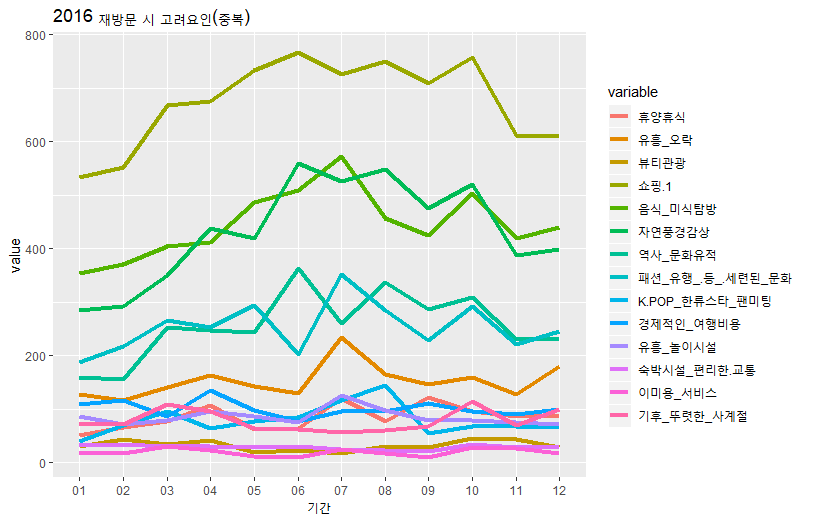 2016 재방문 시 고려요인(중복)
800
600
400
200
0
value
01 02 03 04 05 06 07 08 09 10 11 12
기간
variable
휴양휴식
유흥_오락
뷰티관광
쇼핑.1
음식_미식탐방
자연풍경감상
역사_문화유적
패션_유행_.등_.세련된_문화
K.POP_한류스타_팬미팅
경제적인_여행비용
유흥_놀이시설
숙박시설_편리한.교통
이미용_서비스
기후_뚜렷한_사계절